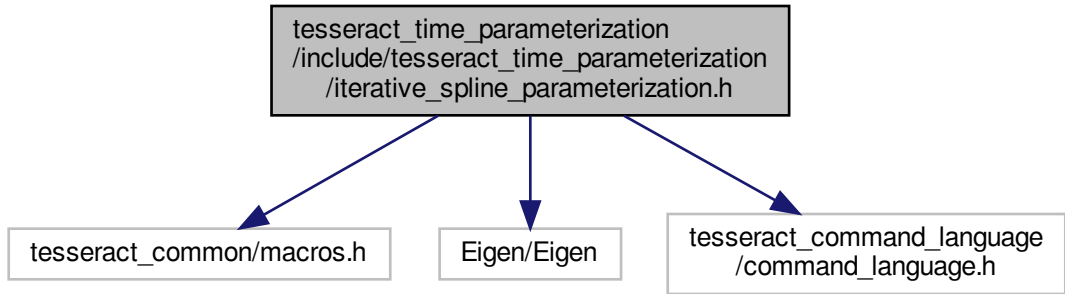 tesseract_time_parameterization
/include/tesseract_time_parameterization
/iterative_spline_parameterization.h
tesseract_common/macros.h
Eigen/Eigen
tesseract_command_language
/command_language.h